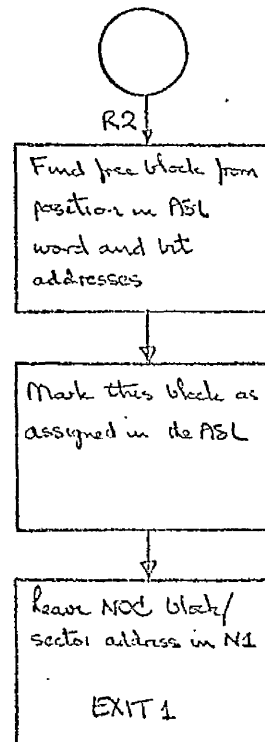 R2
Find free block from
position in ASL
word and bit
addresses
Mark this block as
assigned in the ASL
Leave NOC block/
sector address in N1
EXIT 1